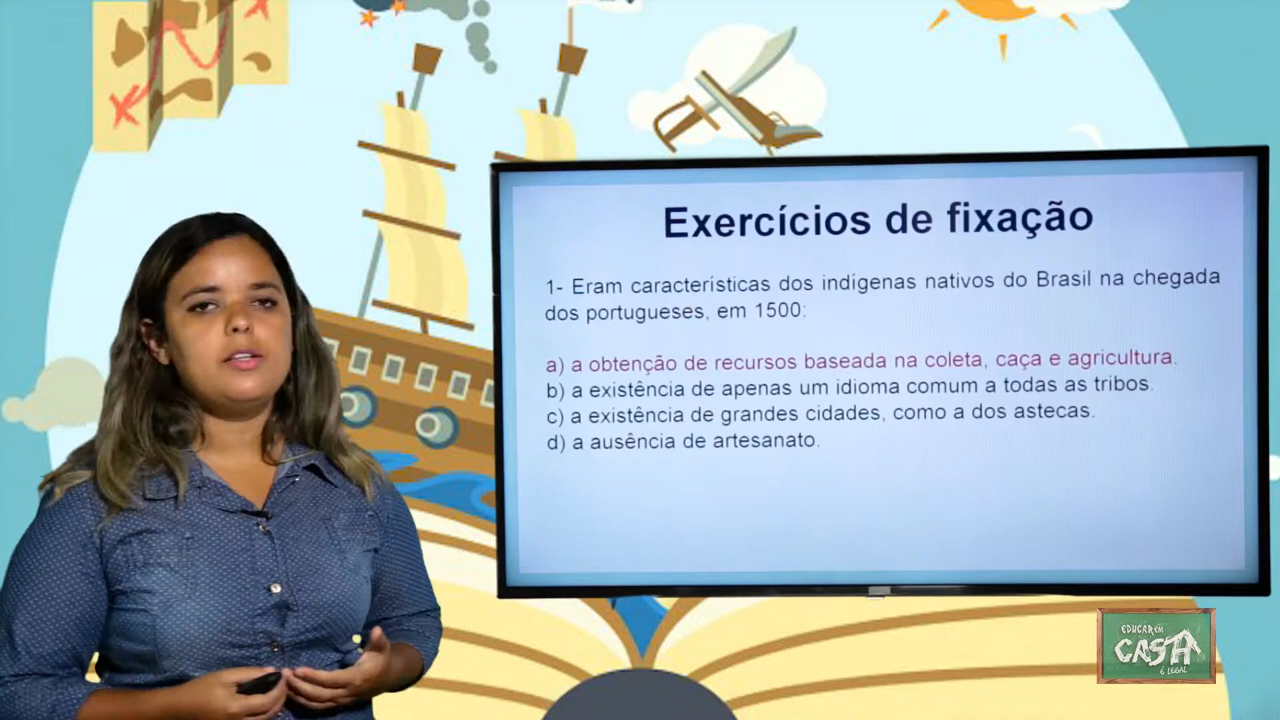 Exercícios de fixação
1- Eram características dos indígenas nativos do Brasil na chegada
dos portugueses, em 1500:
a) a obtenção de recursos baseada na coleta, caça e agricultura.
b) a existência de apenas um idioma comum a todas as tribos.
c) a existência de grandes cidades, como a dos astecas.
d) a ausência de artesanato.
EDUCAR EM
CASA
É LEGAL